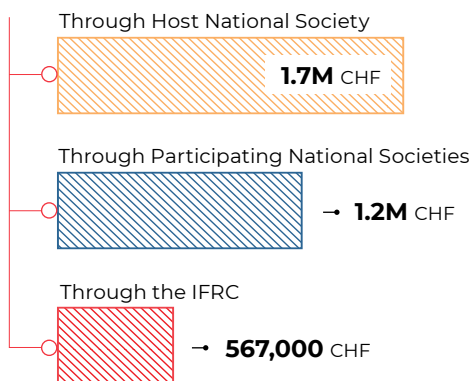 Through Host National Society
1.7M CHF
Through Participating National Societies
1.2M CHF
Through the IFRC
567,000 CHF